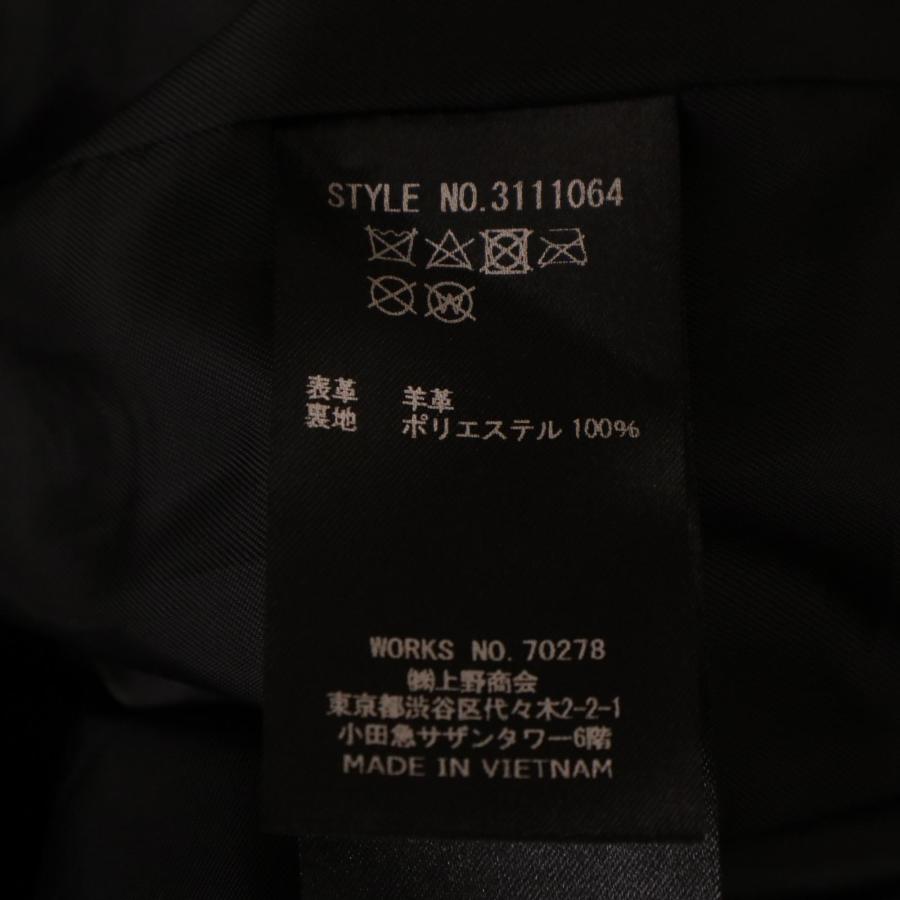 STYLE NO.3111064
W
表革 羊革
裏地 ポリエステル 100%
WORKS NO. 70278
㈱上野商会
東京都渋谷区代々木2-2-1
小田急サザンタワー6階
MADE IN VIETNAM